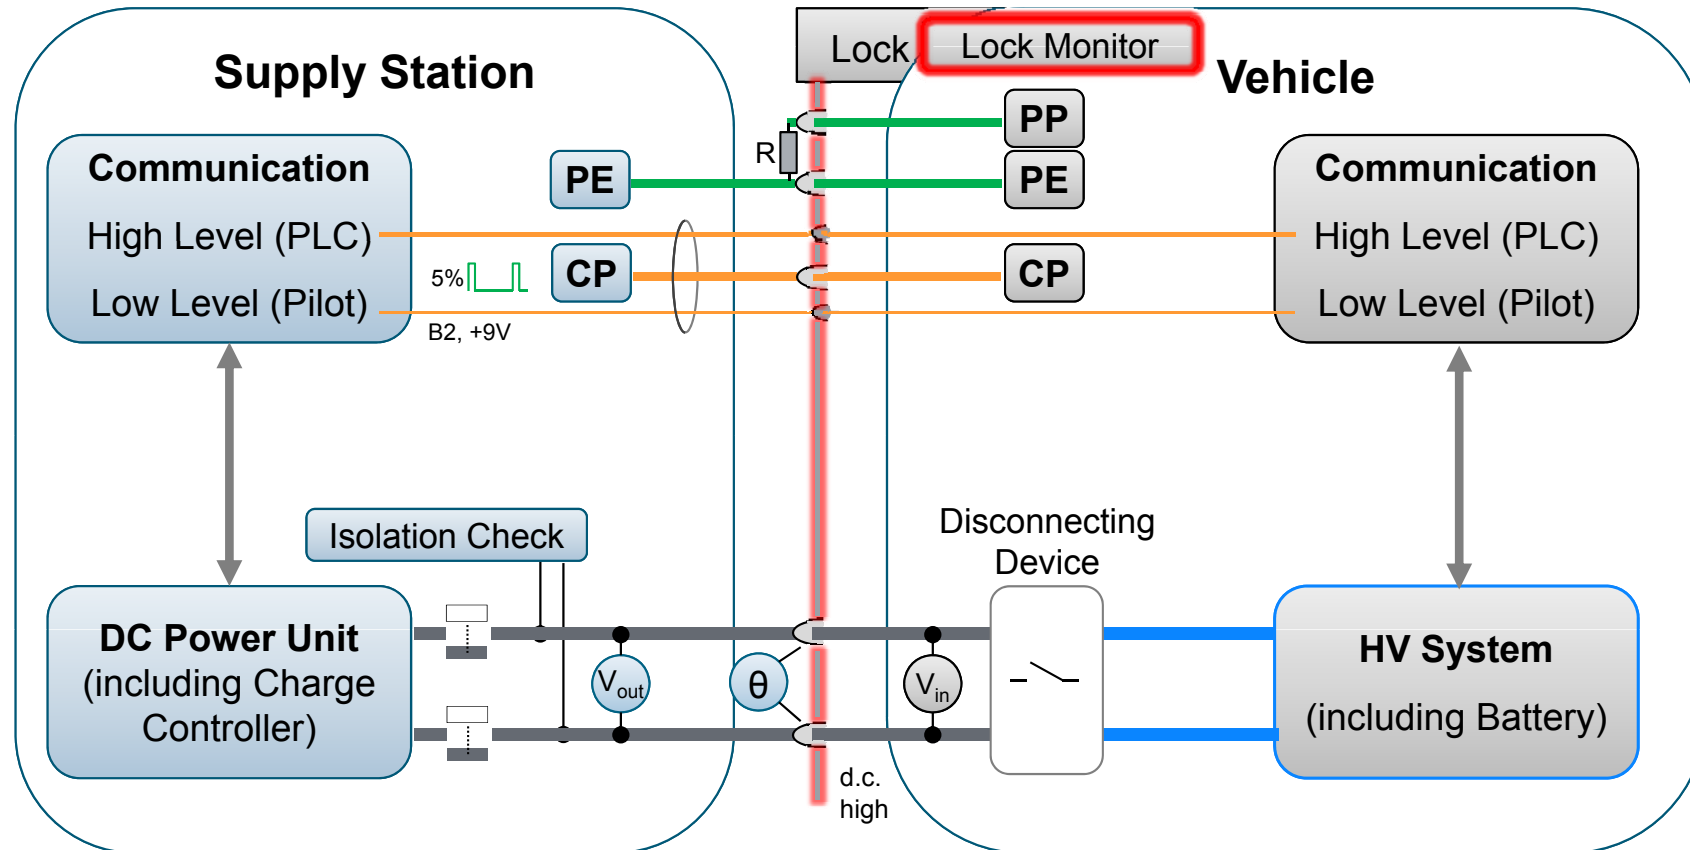 Supply Station
Lock
Lock Monitor
Vehicle
Communication
High Level (PLC)
Low Level (Pilot)
PE
R
PP
PE
5%
CP
CP
B2, +9V
Communication
High Level (PLC)
Low Level (Pilot)
Isolation Check
Disconnecting
Device
DC Power Unit
(including Charge
Controller)
Vout
θ
Vin
HV System
(including Battery)
d.c.
high